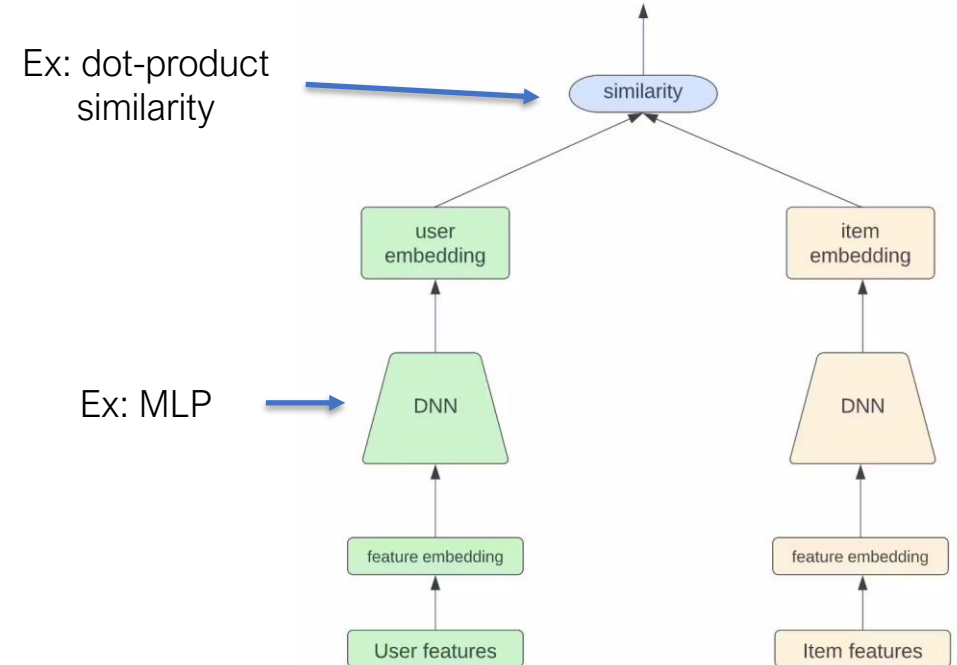 Ex: dot-product
similarity
similarity
user
embedding
item
embedding
Ex: MLP
DNN
DNN
feature embedding
feature embedding
User features
Item features